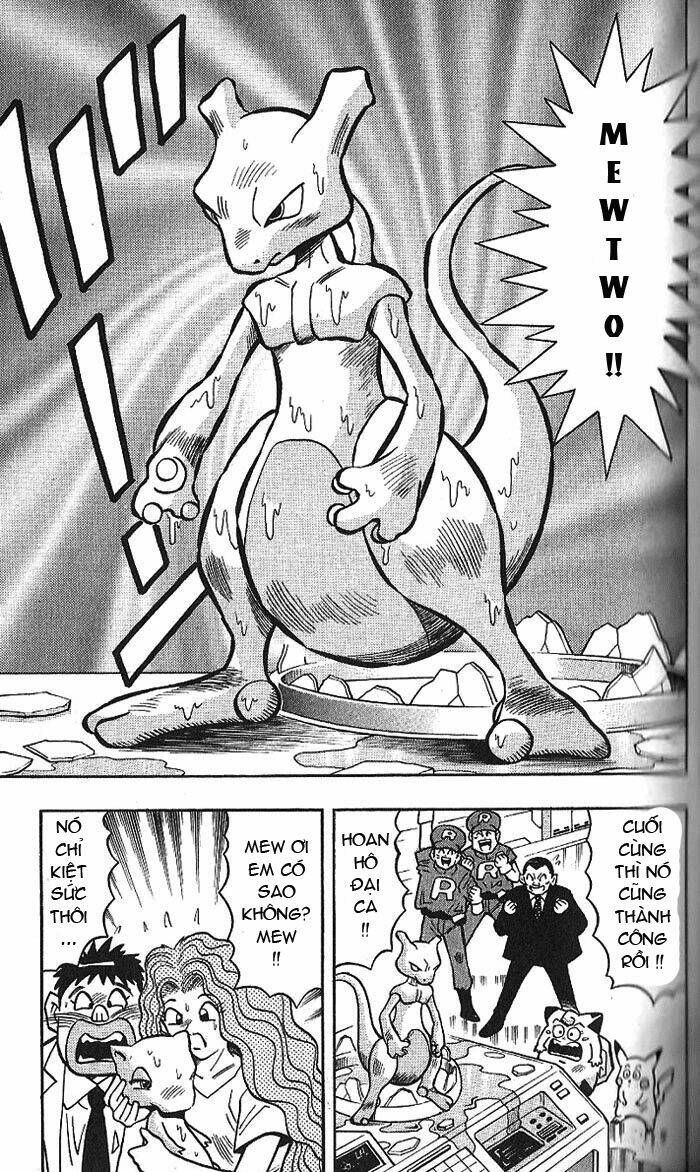 MEWTWO!!
CUỐI
CÙNG
THÌ NÓ
CŨNG
THÀNH
CÔNG
RỒI !!
HOAN
HÔ
ĐẠI
CA
!!
R
R
R
R
MEW ƠI
EM CÓ
SAO
KHÔNG?
MEW
!!
NÓ
CHỈ
KIỆT
SỨC
THÔI
...